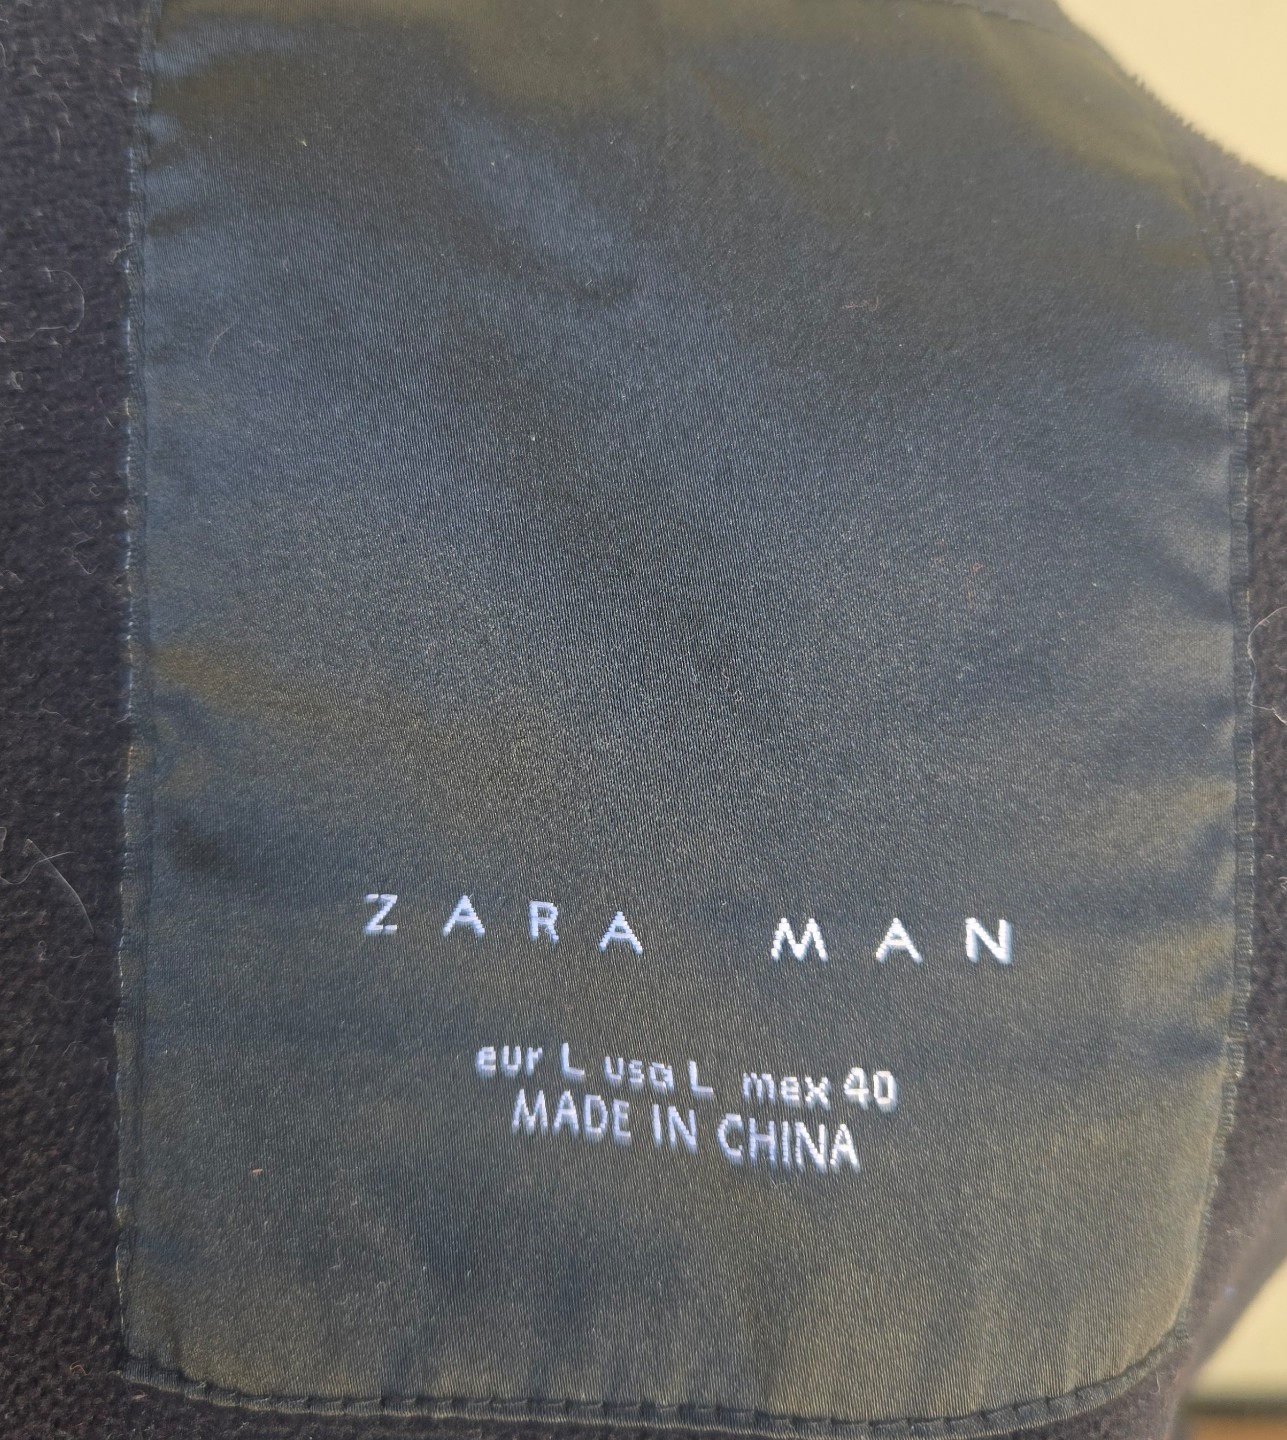 ZARA MAN
eur L usa L mex 40
MADE IN CHINA